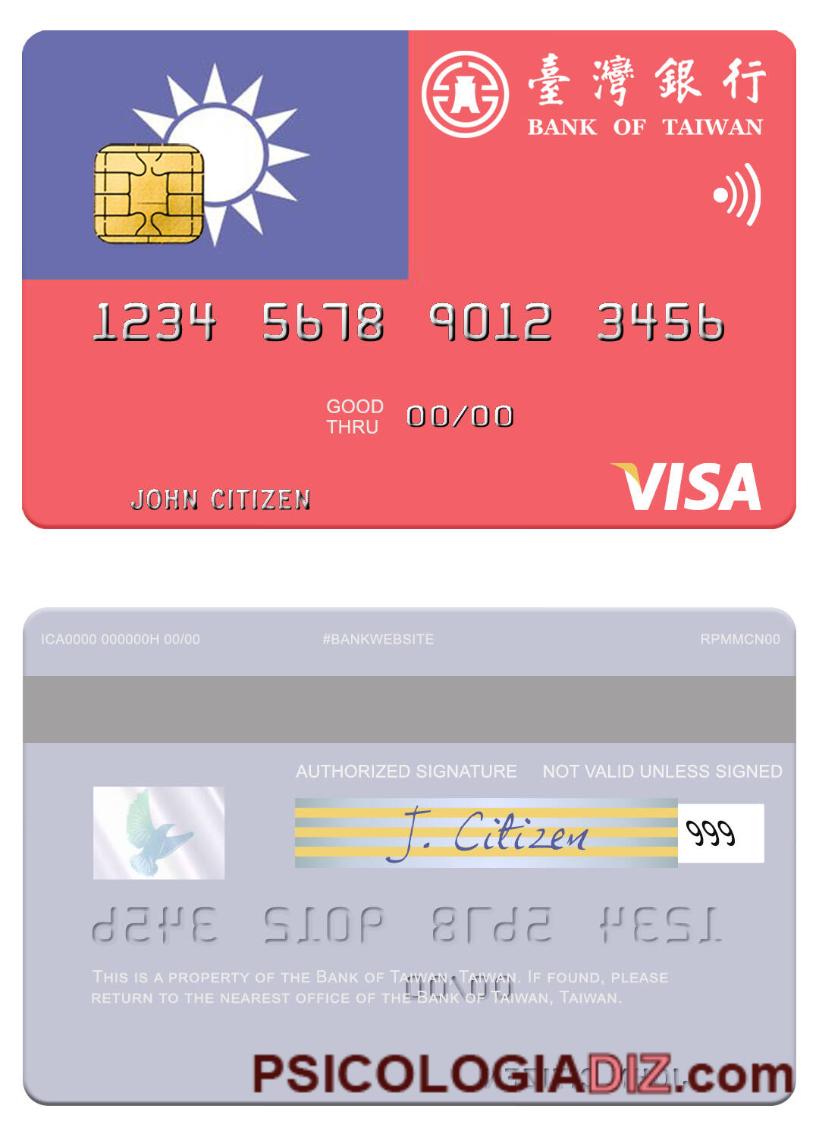 臺灣銀行
BANK OF TAIWAN
1234 5678 9012 3456
GOOD THRU 00/00
JOHN CITIZEN
VISA
ICA0000 000000H 00/00 #BANKWEBSITE RPMMCN00
AUTHORIZED SIGNATURE NOT VALID UNLESS SIGNED
J. Citizen 999
THIS IS A PROPERTY OF THE BANK OF TAIWAN, TAIWAN. IF FOUND, PLEASE
RETURN TO THE NEAREST OFFICE OF THE BANK OF TAIWAN, TAIWAN.
PSICOLOGIADIZ.com